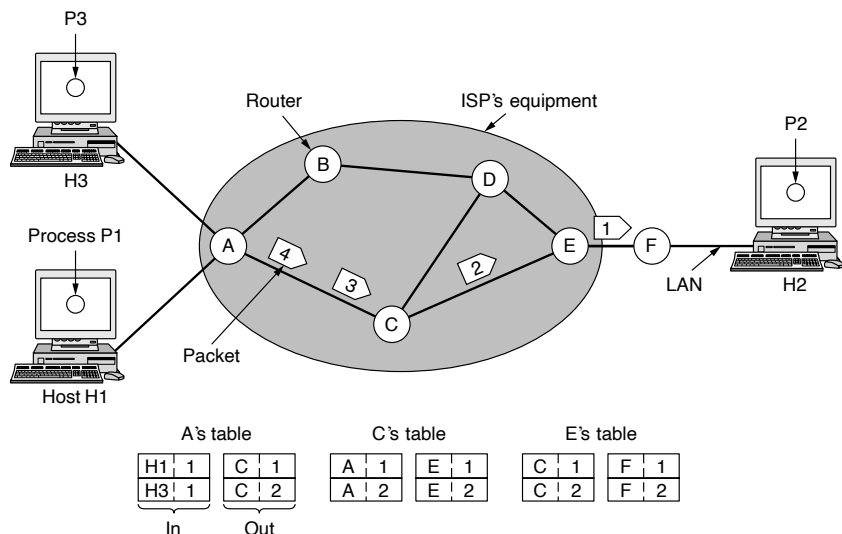 P3
Router
ISP's equipment
P2
B
D
H3
Process P1
A
4
3
2
1
E
F
C
LAN
H2
Packet
Host H1
A's table
C's table
E's table
H1 1 C 1 A 1 E 1 C 1 F 1
H3 1 C 2 A 2 E 2 C 2 F 2
In Out